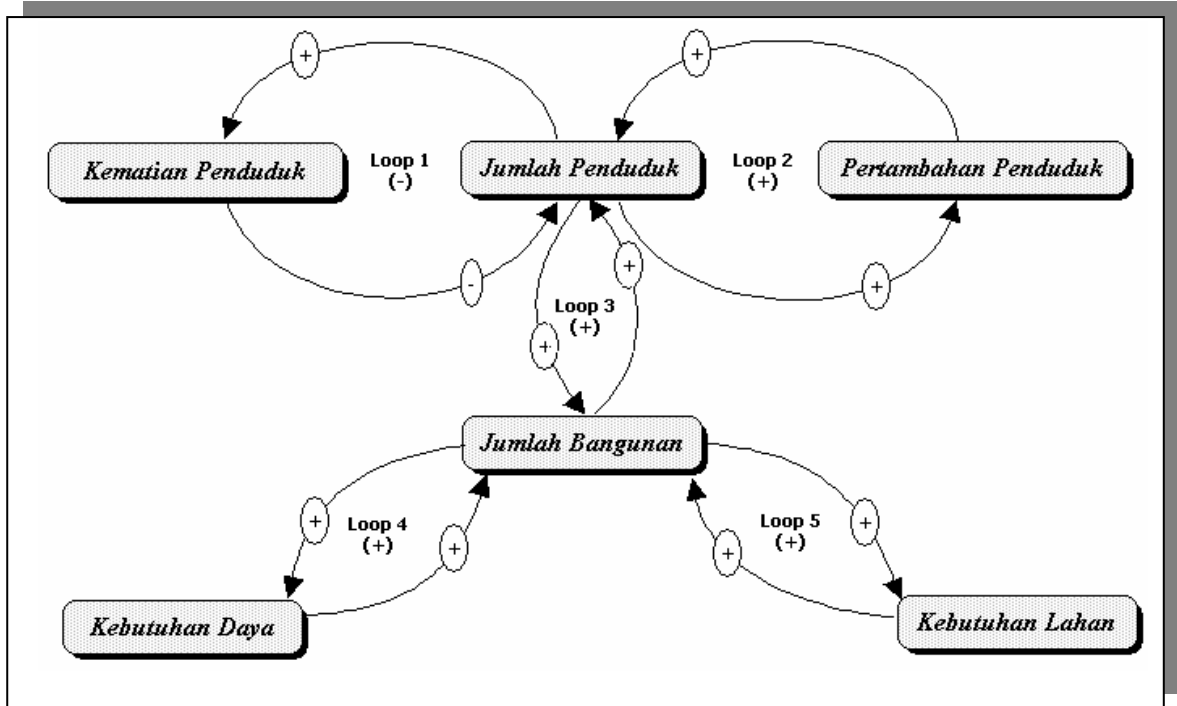 +
+
Kematian Penduduk
Loop 1
(-)
Jumlah Penduduk
Loop 2
(+)
Pertambahan Penduduk
-
+
+
Loop 3
(+)
+
Jumlah Bangunan
+
Loop 4
(+)
+
+
Loop 5
(+)
+
Kebutuhan Daya
Kebutuhan Lahan